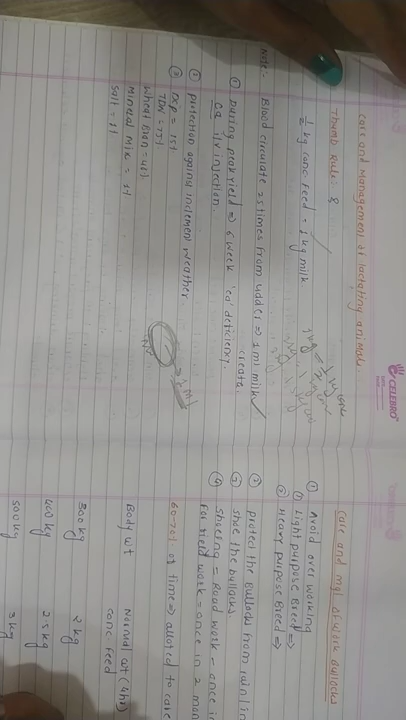 CELEBRO
Care and Management of lactating animals.
Thumb Rule: 8
1/2 kg conc. feed = 1 kg milk
Note:- Blood circulate 25 times from udder ⇒ 1 ml milk
create.
① During peak yield ⇒ 6 week 'ca' deficiency.
Ca I/v injection.
② protection against inclement weather.
③ DCP = 15%
TDN = 75%
Wheat Bran = 40%
Mineral Mix = 1%
Salt = 1%
Care and mgt of work bullocks
① Avoid over working
① Light purpose Breed ⇒
② Heavy purpose Breed ⇒
② protect the Bullocks from rain
③ shoe the bullocks.
④ shoeing = Road work = once in
For field work = once in 2 mon
60-70% of time ⇒ alloted to care
Body wt Normal wt (4hr)
conc. feed
300 kg 2 kg
400 kg 2.5 kg
500 kg 3 kg